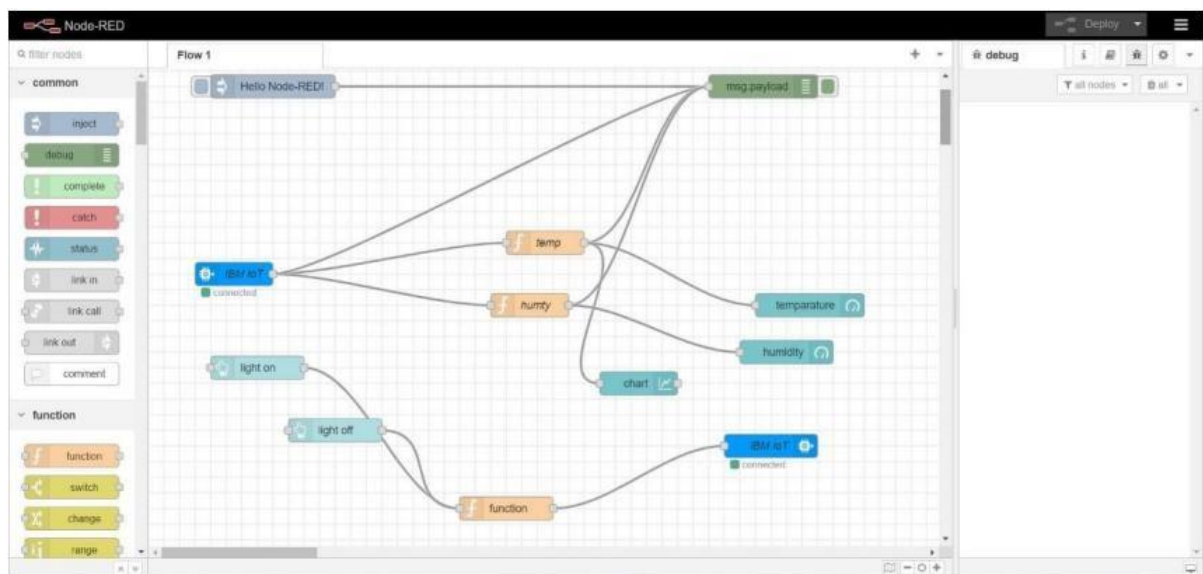 Node-RED
Deploy
filter nodes
common
inject
debug
complete
catch
status
link in
link call
link out
comment
function
function
switch
change
range
Flow 1
Hello Node-RED!
msg.payload
temp
IBM IoT
connected
humty
temparature
humidity
chart
light on
light off
IBM IoT
connected
function
debug
i
all nodes
all